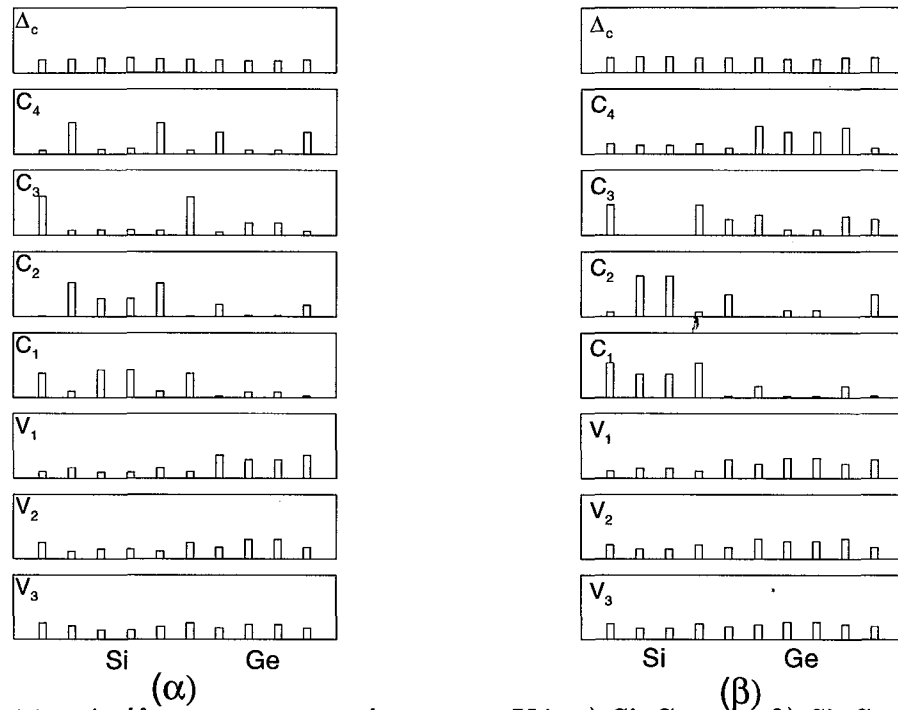 Δc Δc
C4 C4
C3 C3
C2 C2
C1 C1
V1 V1
V2 V2
V3 V3
Si Ge Si Ge
(α) (β)